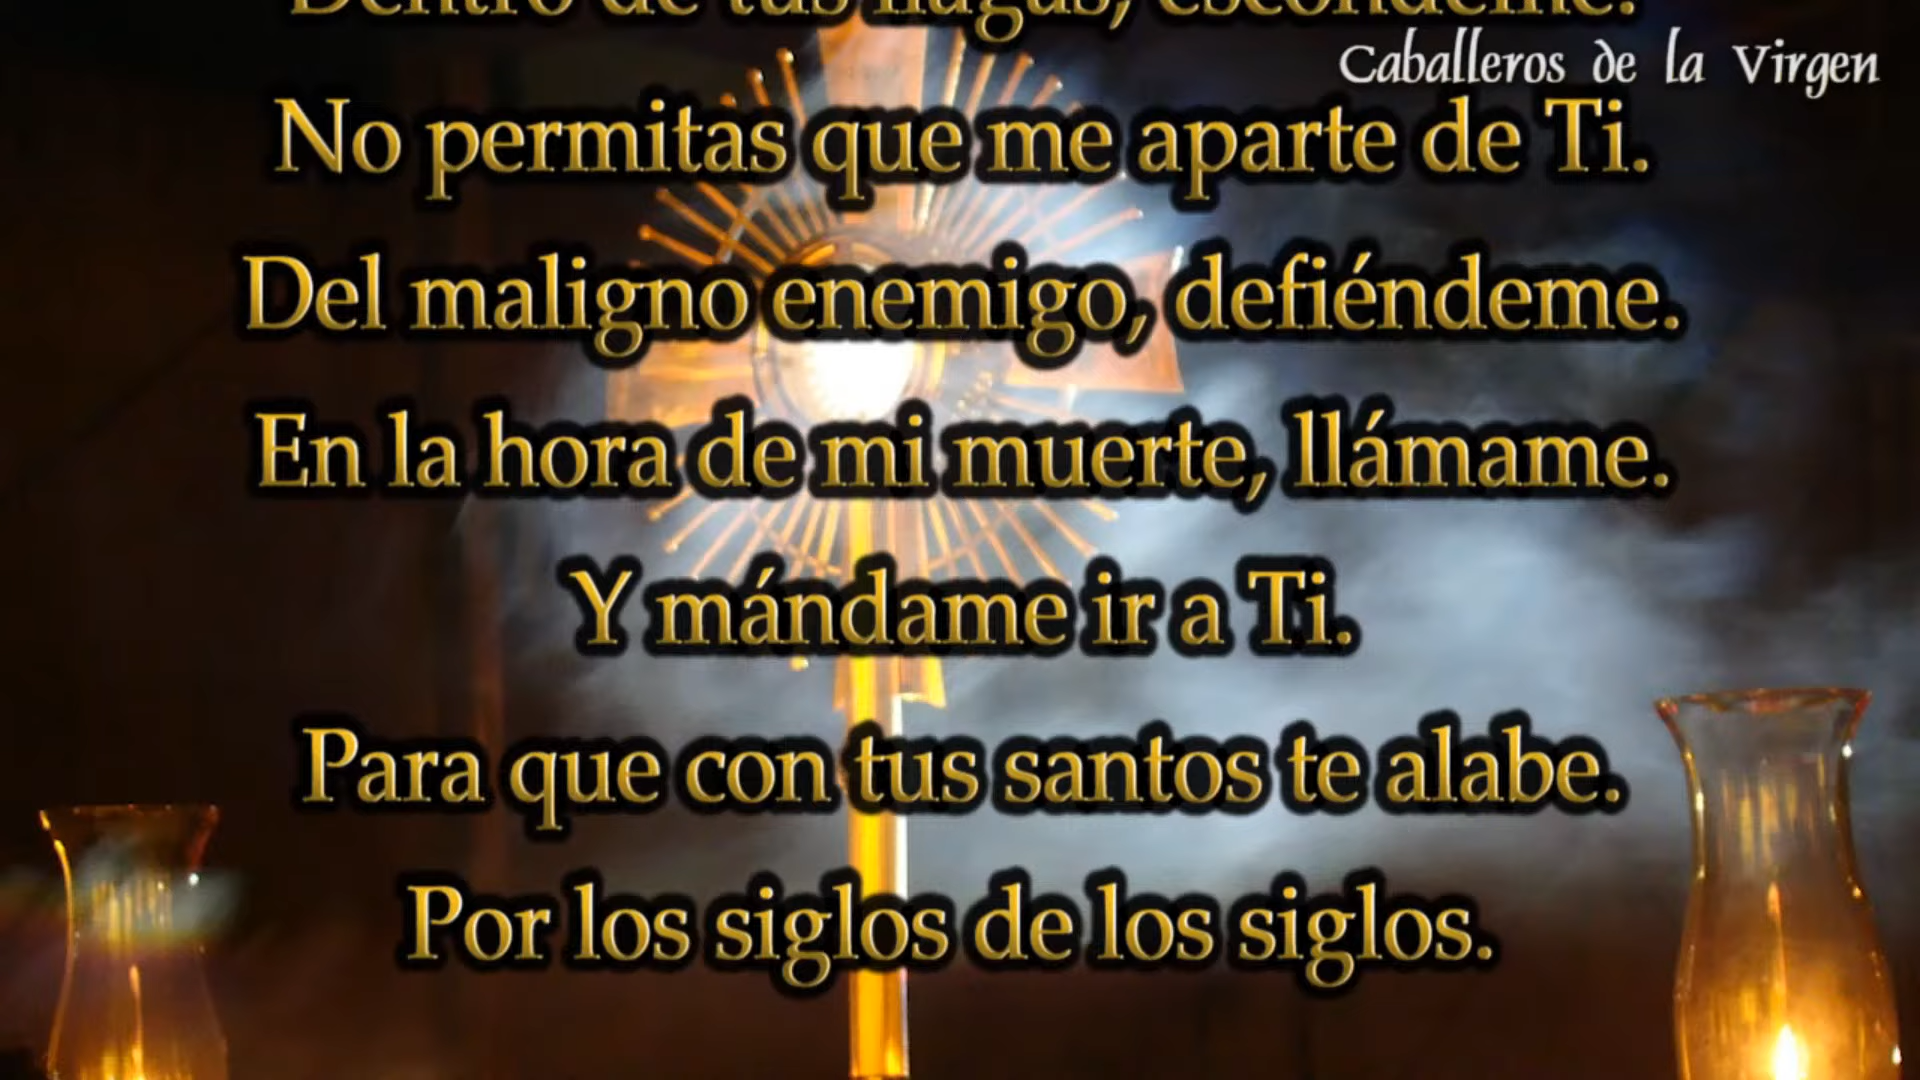 Dentro de tus llagas, escóndeme.
Caballeros de la Virgen
No permitas que me aparte de Ti.
Del maligno enemigo, defiéndeme.
En la hora de mi muerte, llámame.
Y mándame ir a Ti.
Para que con tus santos te alabe.
Por los siglos de los siglos.